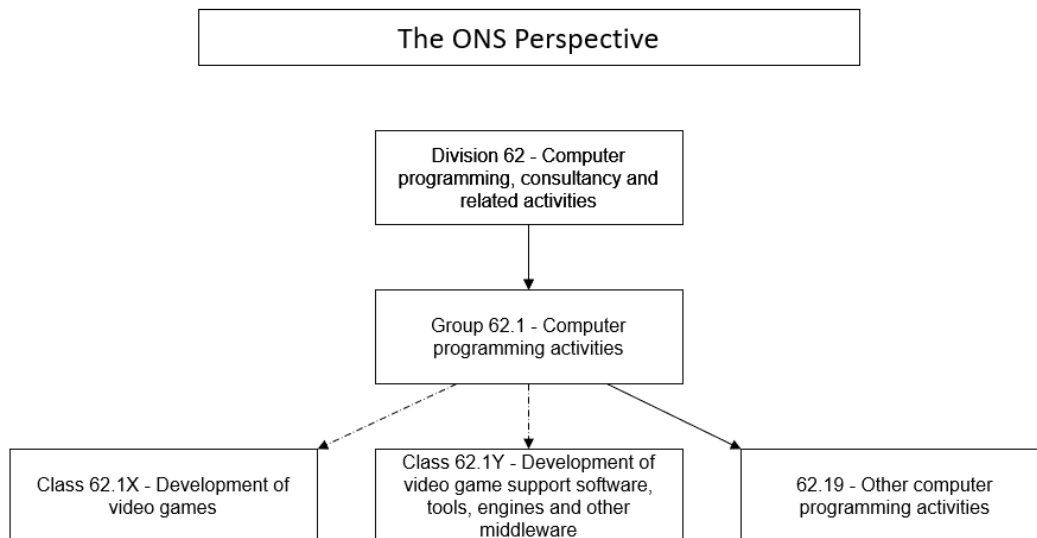 The ONS Perspective
Division 62 - Computer
programming, consultancy and
related activities
Group 62.1 - Computer
programming activities
Class 62.1X - Development of
video games
Class 62.1Y - Development of
video game support software,
tools, engines and other
middleware
62.19 - Other computer
programming activities